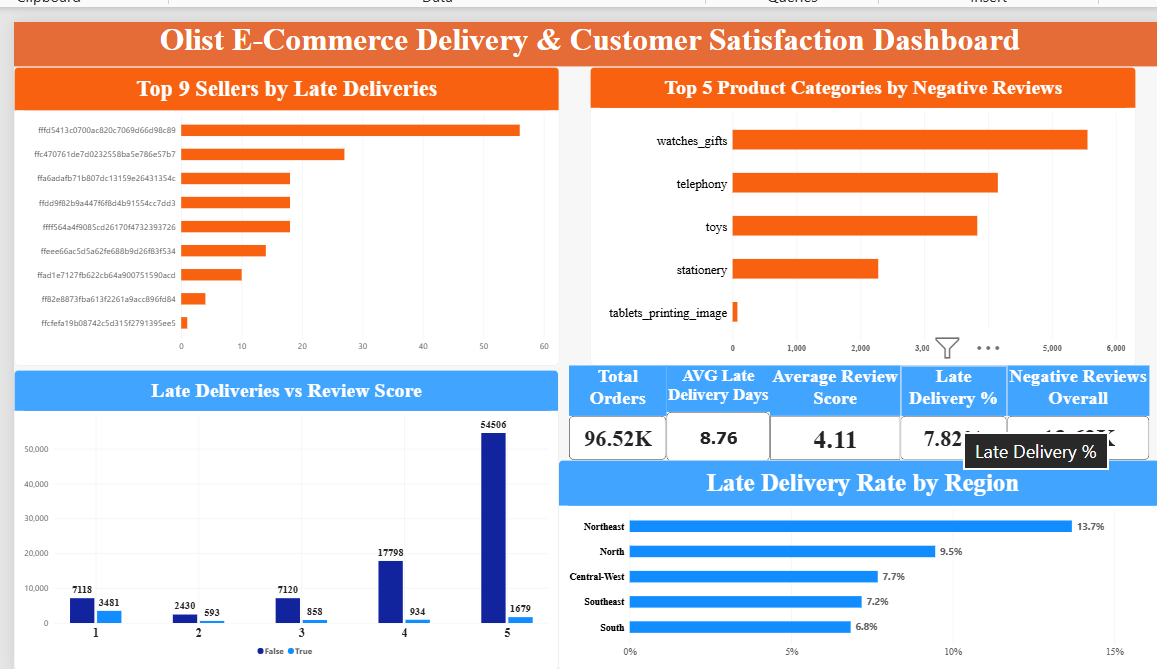 Clipboard Data Queries Insert
Olist E-Commerce Delivery & Customer Satisfaction Dashboard
Top 9 Sellers by Late Deliveries
fffd5413c0700ac820c7069d66d98c89
ffc470761de7d0232558ba5e786e57b7
ffa6adafb71b807dc13159e26431354c
ffdd9f82b9a447f6f8d4b91554cc7dd3
ffff564a4f9085cd26170f4732393726
ffeee66ac5d5a62fe688b9d26f83f534
ffad1e7127fb622cb64a900751590acd
ff82e8873fba613f2261a9acc896fd84
ffcfefa19b08742c5d315f2791395ee5
0 10 20 30 40 50 60
Top 5 Product Categories by Negative Reviews
watches_gifts
telephony
toys
stationery
tablets_printing_image
0 1,000 2,000 3,00 5,000 6,000
Late Deliveries vs Review Score
50,000
40,000
30,000
20,000
10,000
0
7118 3481
2430 593
7120 858
17798 934
54506 1679
1 2 3 4 5
False True
Total
Orders
96.52K
AVG Late
Delivery Days
8.76
Average Review
Score
4.11
Late
Delivery %
7.82
Negative Reviews
Overall
Late Delivery %
Late Delivery Rate by Region
Northeast 13.7%
North 9.5%
Central-West 7.7%
Southeast 7.2%
South 6.8%
0% 5% 10% 15%